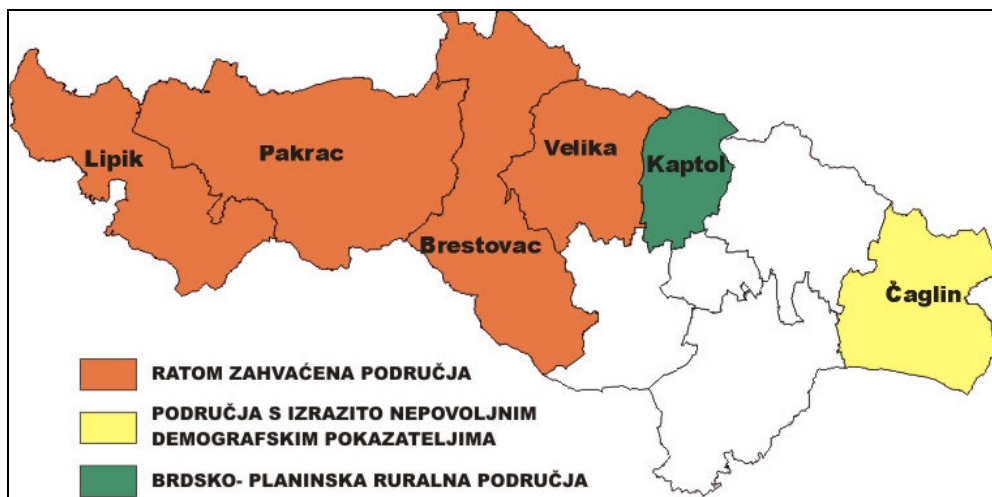 Lipik
Pakrac
Brestovac
Velika
Kaptol
Čaglin
RATOM ZAHVAĆENA PODRUČJA
PODRUČJA S IZRAZITO NEPOVOLJNIM
DEMOGRAFSKIM POKAZATELJIMA
BRDSKO- PLANINSKA RURALNA PODRUČJA